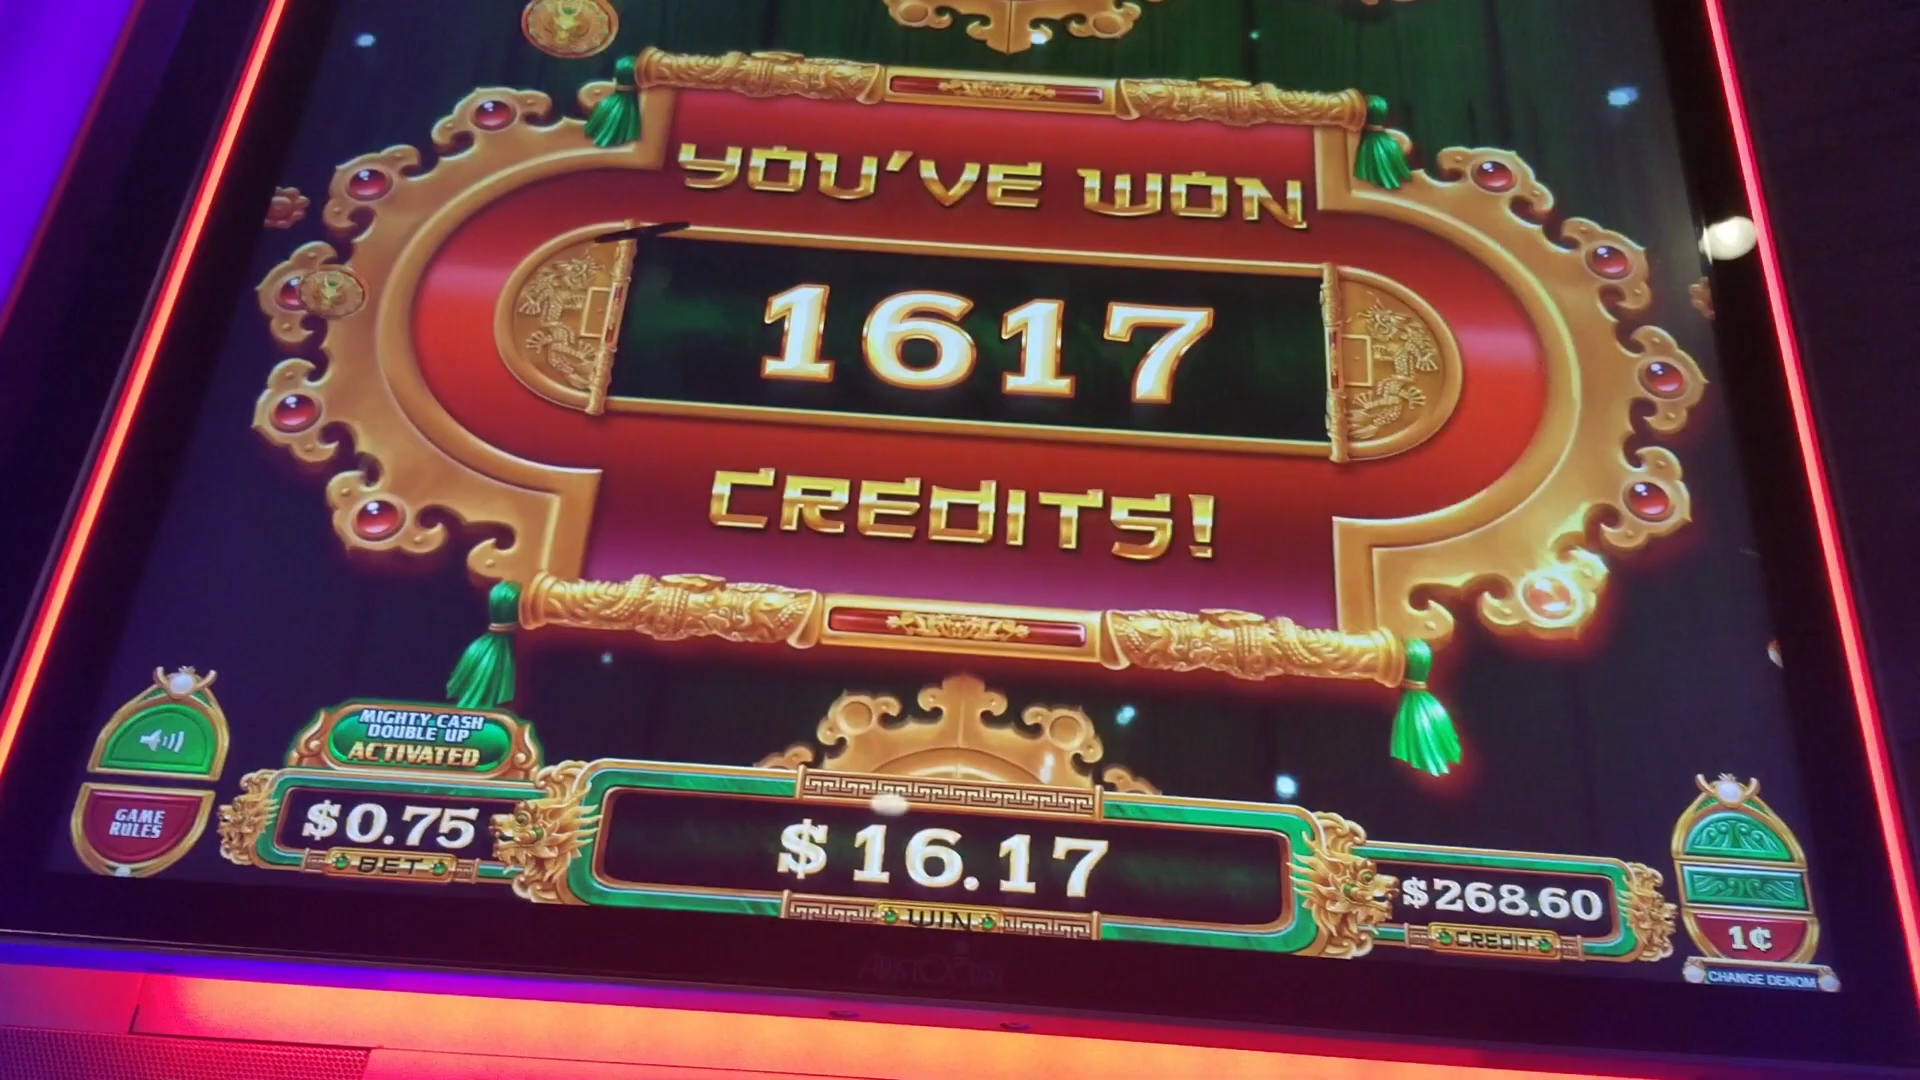 YOU'VE WON
1617
CREDITS!
MIGHTY CASH
DOUBLE UP
ACTIVATED
GAME
RULES
$0.75
BET
$16.17
WIN
$268.60
CREDIT
1¢
CHANGE DENOM
ARISTOCRAT